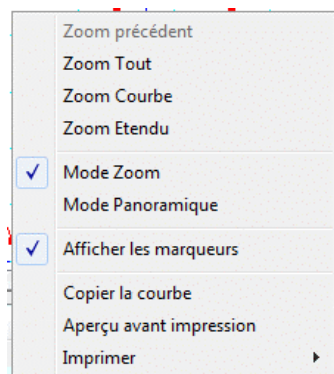 Zoom précédent
Zoom Tout
Zoom Courbe
Zoom Etendu
Mode Zoom
Mode Panoramique
Afficher les marqueurs
Copier la courbe
Aperçu avant impression
Imprimer